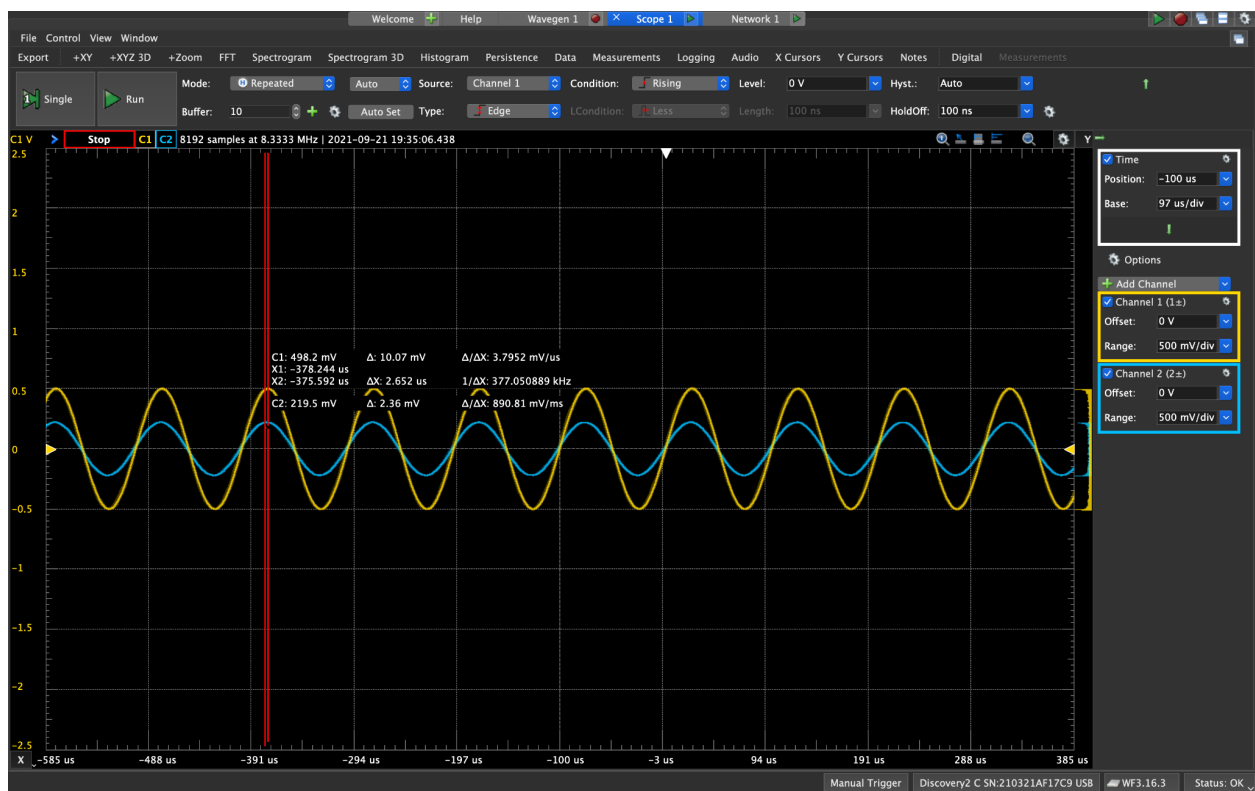 Welcome Help Wavegen 1 Scope 1 Network 1
File Control View Window
Export +XY +XYZ 3D +Zoom FFT Spectrogram Spectrogram 3D Histogram Persistence Data Measurements Logging Audio X Cursors Y Cursors Notes Digital Measurements
Mode: Repeated Auto Source: Channel 1 Condition: Rising Level: 0 V Hyst.: Auto
1 Single Run
Buffer: 10 Auto Set Type: Edge LCondition: Less Length: 100 ns HoldOff: 100 ns
C1 V Stop C1 C2 8192 samples at 8.3333 MHz | 2021-09-21 19:35:06.438 Y
2.5
2
1.5
1
0.5
0
-0.5
-1
-1.5
-2
-2.5
C1: 498.2 mV Δ: 10.07 mV Δ/ΔX: 3.7952 mV/us
X1: -378.244 us
X2: -375.592 us ΔX: 2.652 us 1/ΔX: 377.050889 kHz
C2: 219.5 mV Δ: 2.36 mV Δ/ΔX: 890.81 mV/ms
Time
Position: -100 us
Base: 97 us/div
Options
Add Channel
Channel 1 (1±)
Offset: 0 V
Range: 500 mV/div
Channel 2 (2±)
Offset: 0 V
Range: 500 mV/div
X -585 us -488 us -391 us -294 us -197 us -100 us -3 us 94 us 191 us 288 us 385 us
Manual Trigger Discovery2 C SN:210321AF17C9 USB WF3.16.3 Status: OK